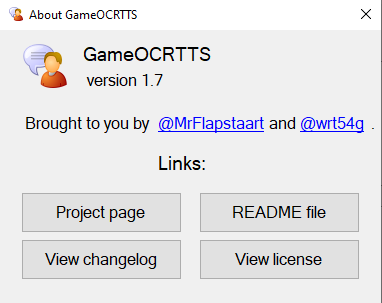 About GameOCRTTS
GameOCRTTS
version 1.7
Brought to you by @MrFlapstaart and @wrt54g .
Links:
Project page README file
View changelog View license